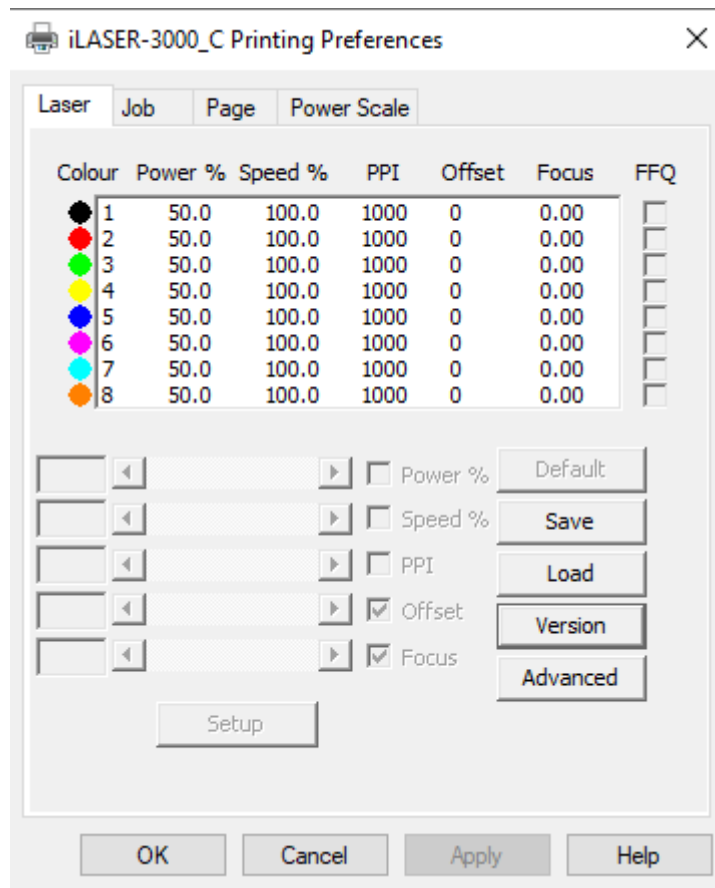 iLASER-3000_C Printing Preferences
Laser Job Page Power Scale
Colour Power % Speed % PPI Offset Focus FFQ
1 50.0 100.0 1000 0 0.00
2 50.0 100.0 1000 0 0.00
3 50.0 100.0 1000 0 0.00
4 50.0 100.0 1000 0 0.00
5 50.0 100.0 1000 0 0.00
6 50.0 100.0 1000 0 0.00
7 50.0 100.0 1000 0 0.00
8 50.0 100.0 1000 0 0.00
Power % Default
Speed % Save
PPI Load
Offset Version
Focus Advanced
Setup
OK Cancel Apply Help